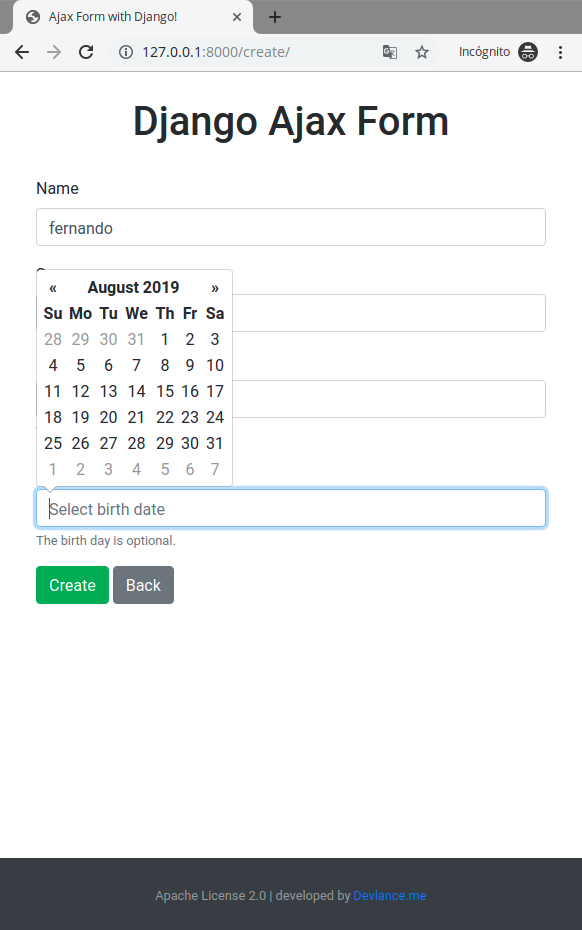 Ajax Form with Django!
127.0.0.1:8000/create/
Incógnito
Django Ajax Form
Name
fernando
« August 2019 »
Su Mo Tu We Th Fr Sa
28 29 30 31 1 2 3
4 5 6 7 8 9 10
11 12 13 14 15 16 17
18 19 20 21 22 23 24
25 26 27 28 29 30 31
1 2 3 4 5 6 7
Select birth date
The birth day is optional.
Create Back
Apache License 2.0 | developed by Devlance.me